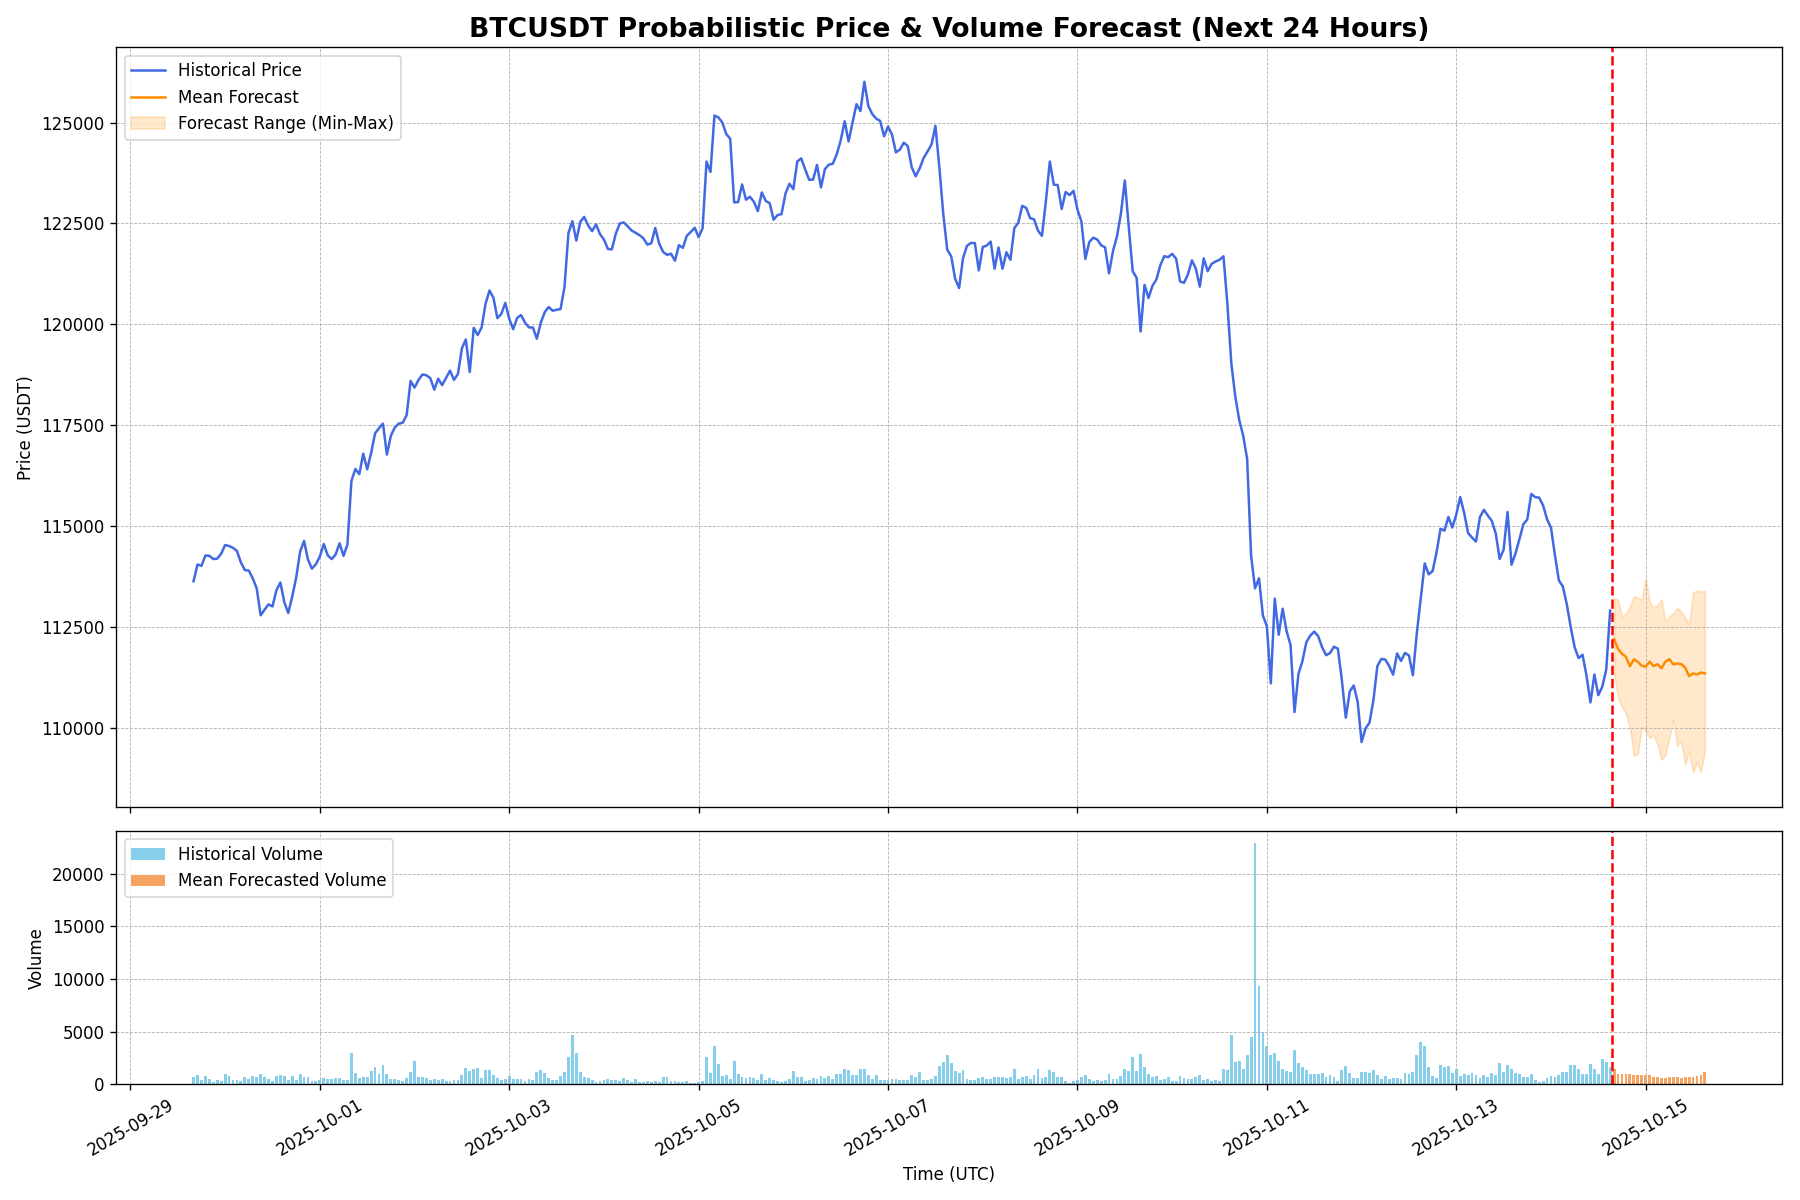 BTCUSDT Probabilistic Price & Volume Forecast (Next 24 Hours)
Historical Price
Mean Forecast
Forecast Range (Min-Max)
125000
122500
120000
117500
115000
112500
110000
Price (USDT)
Historical Volume
Mean Forecasted Volume
20000
15000
10000
5000
0
Volume
2025-09-29
2025-10-01
2025-10-03
2025-10-05
2025-10-07
2025-10-09
2025-10-11
2025-10-13
2025-10-15
Time (UTC)